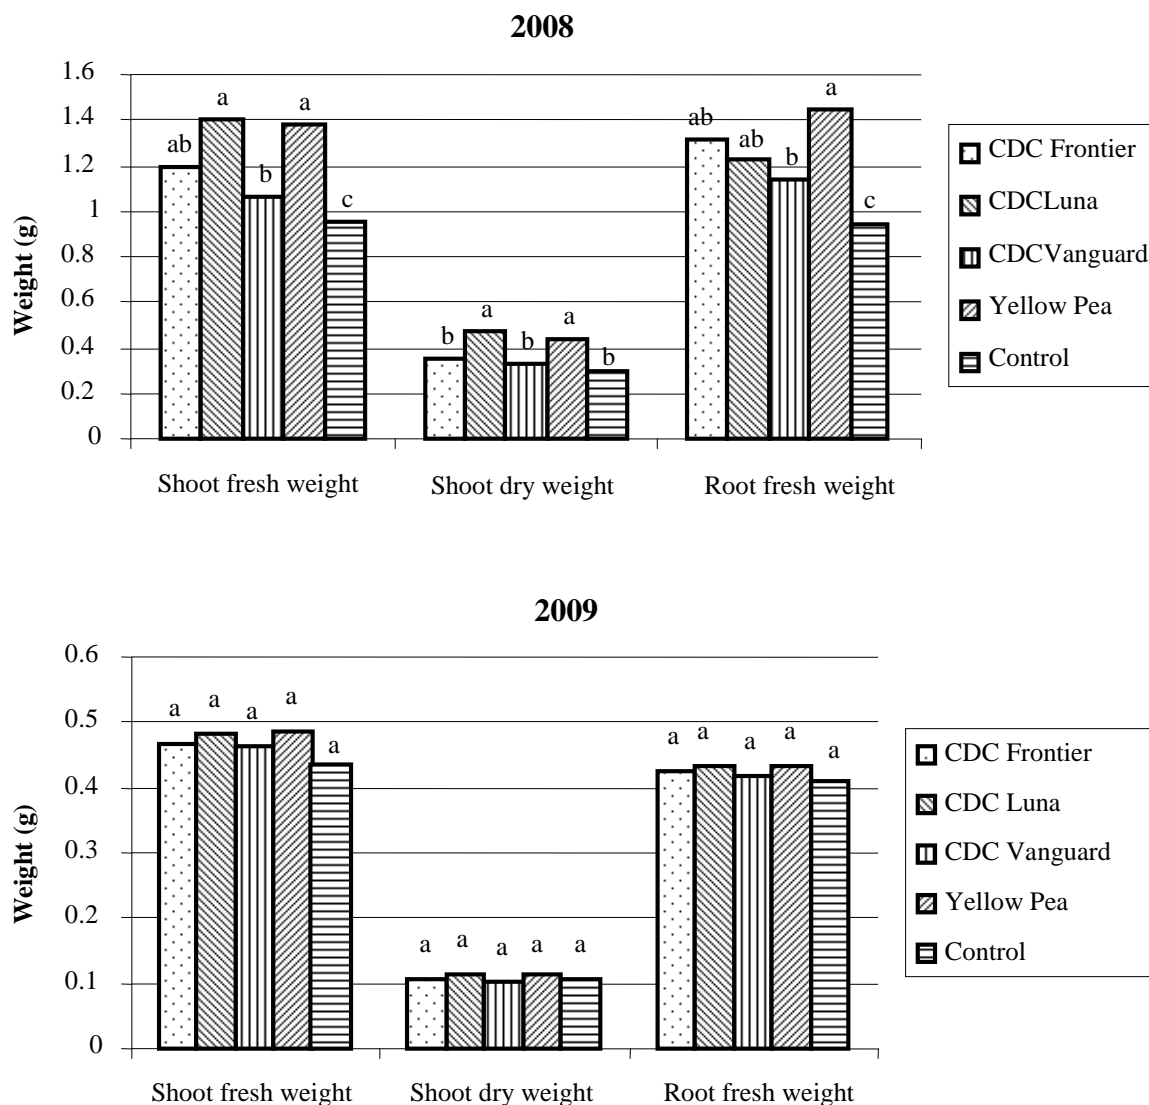 2008
1.6
1.4
1.2
1
0.8
0.6
0.4
0.2
0
Weight (g)
ab a b a c
b a b a b
ab ab b a c
Shoot fresh weight Shoot dry weight Root fresh weight
CDC Frontier
CDCLuna
CDCVanguard
Yellow Pea
Control
2009
0.6
0.5
0.4
0.3
0.2
0.1
0
Weight (g)
a a a a a
a a a a a
a a a a a
Shoot fresh weight Shoot dry weight Root fresh weight
CDC Frontier
CDC Luna
CDC Vanguard
Yellow Pea
Control